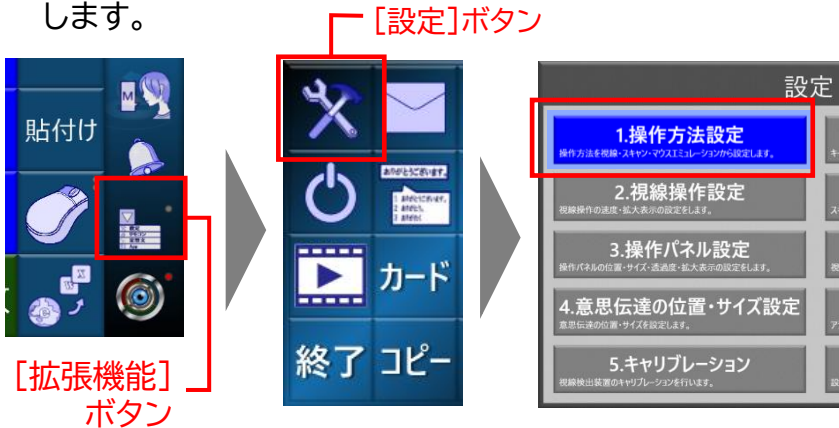 します。
[設定]ボタン
貼付け
[拡張機能]
ボタン
ありがとうございます。
カード
終了 コピー
設定
1.操作方法設定
操作方法を視線・スキャン・マウスエミュレーションから設定します。
2.視線操作設定
視線操作の速度・拡大表示の設定をします。
3.操作パネル設定
操作パネルの位置・サイズ・透過度・拡大表示の設定をします。
4.意思伝達の位置・サイズ設定
意思伝達の位置・サイズを設定します。
5.キャリブレーション
視線検出装置のキャリブレーションを行います。